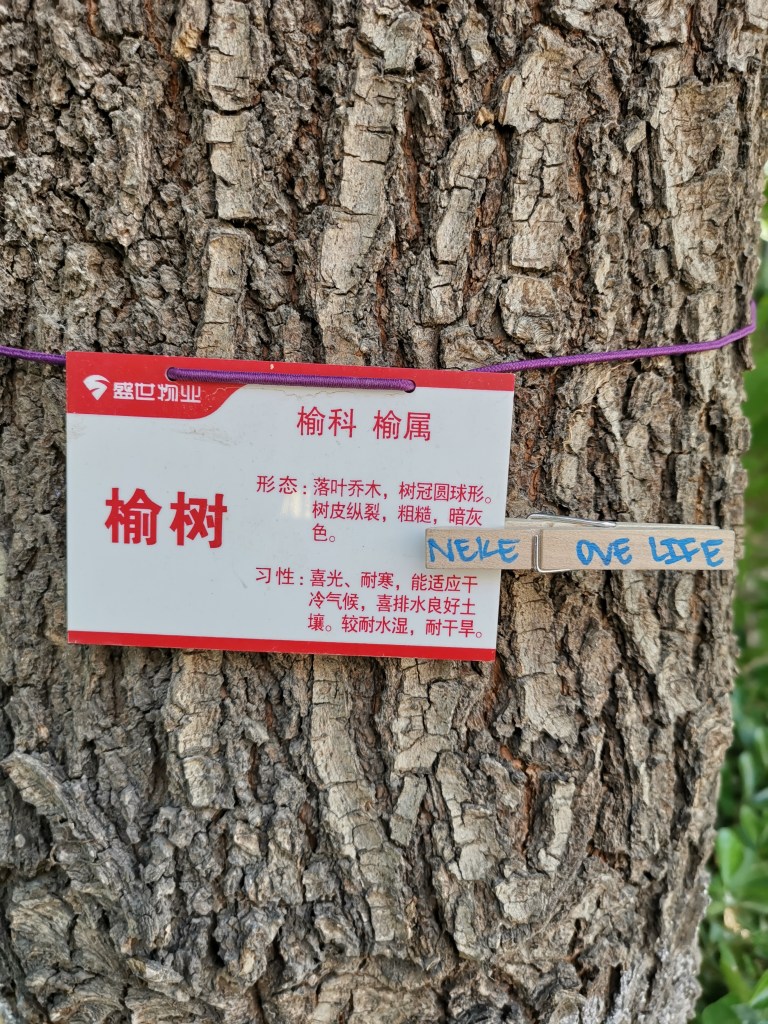 盛世物业
榆科 榆属
榆树
形态：落叶乔木，树冠圆球形。
树皮纵裂，粗糙，暗灰
色。
习性：喜光、耐寒，能适应干
冷气候，喜排水良好土
壤。较耐水湿，耐干旱。
NEKE ONE LIFE